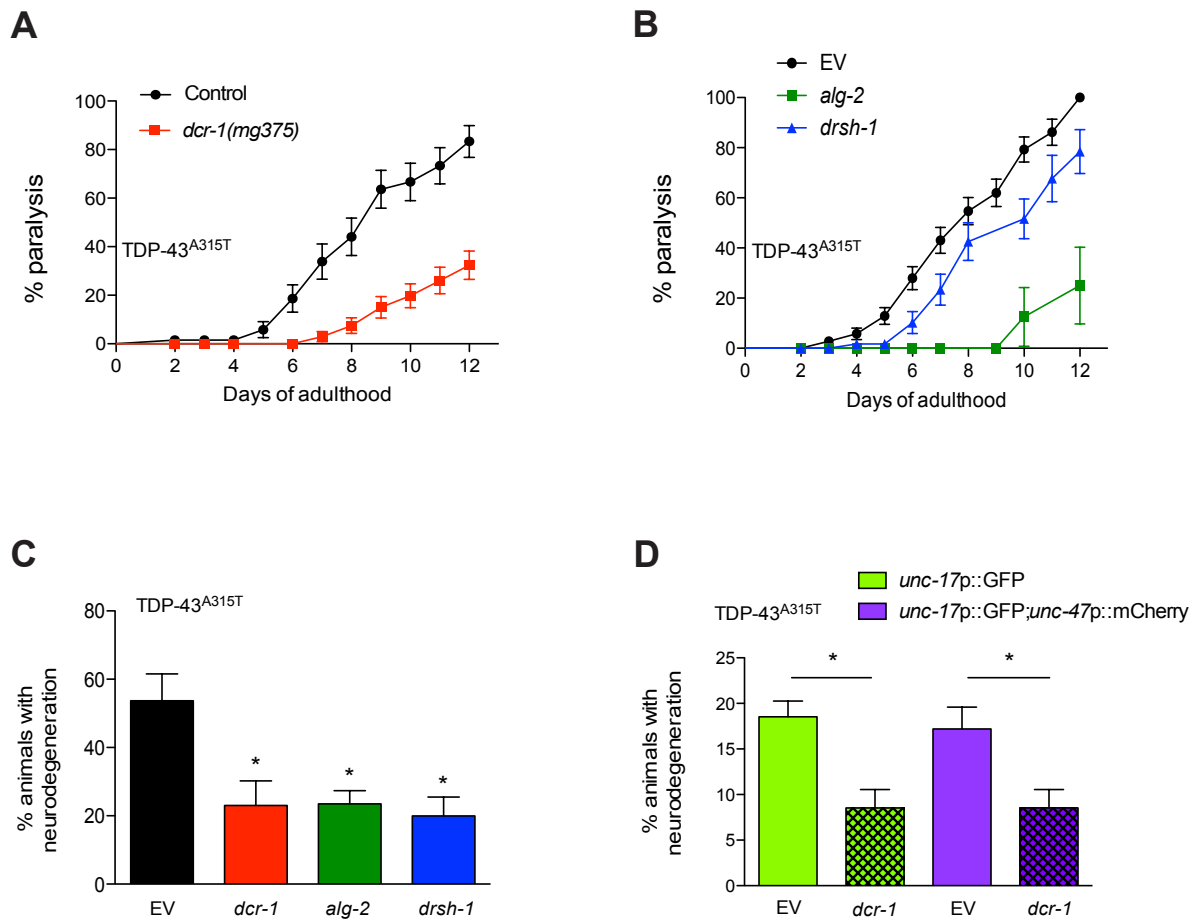 A
Control
dcr-1(mg375)
100
80
60
40
20
0
% paralysis
TDP-43A315T
0 2 4 6 8 10 12
Days of adulthood
B
EV
alg-2
drsh-1
100
80
60
40
20
0
% paralysis
TDP-43A315T
0 2 4 6 8 10 12
Days of adulthood
C
TDP-43A315T
80
60
40
20
0
% animals with
neurodegeneration
* * *
EV dcr-1 alg-2 drsh-1
D
unc-17p::GFP
TDP-43A315T
unc-17p::GFP;unc-47p::mCherry
25
20
15
10
5
0
% animals with
neurodegeneration
* *
EV dcr-1 EV dcr-1